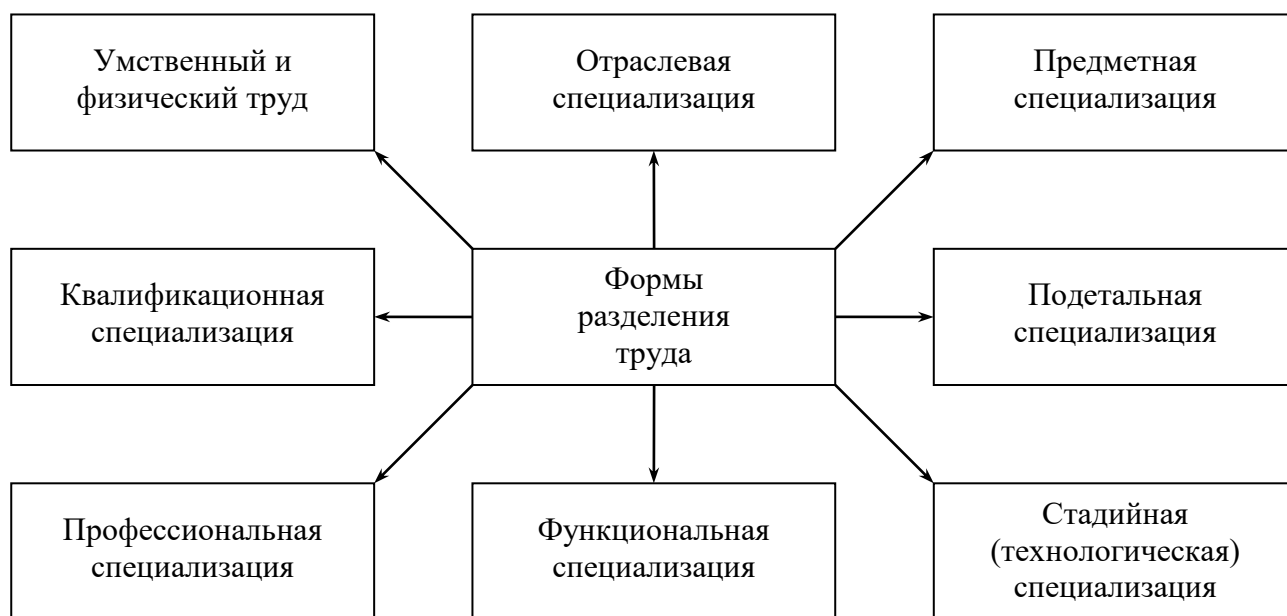 Умственный и
физический труд
Отраслевая
специализация
Предметная
специализация
Квалификационная
специализация
Формы
разделения
труда
Подетальная
специализация
Профессиональная
специализация
Функциональная
специализация
Стадийная
(технологическая)
специализация